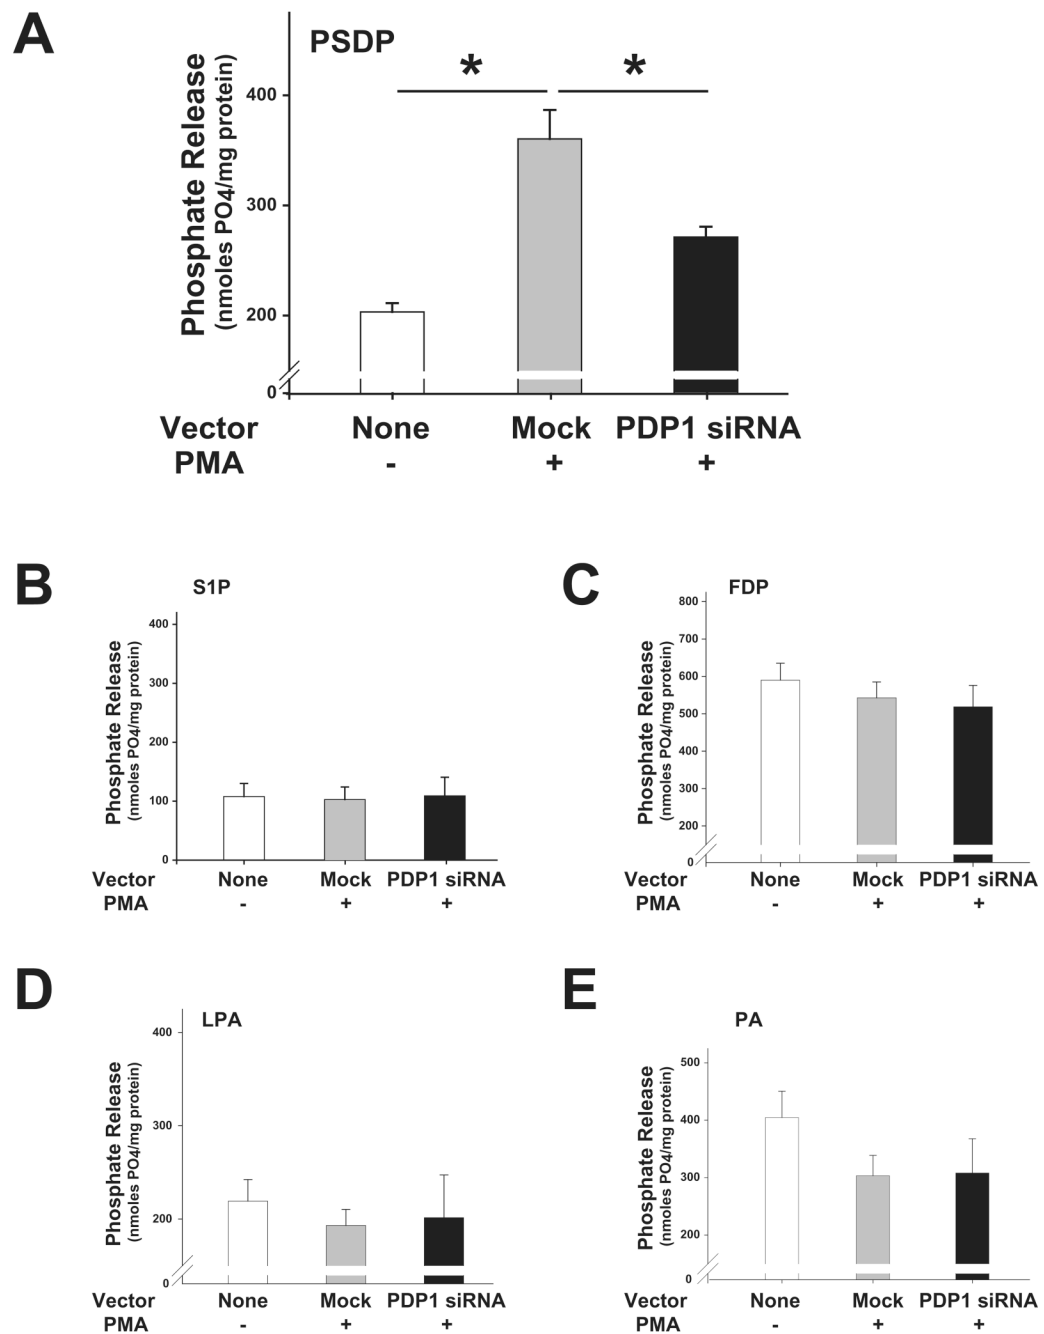 A
PSDP
* *
Phosphate Release
(nmoles PO4/mg protein)
400
300
200
0
Vector None Mock PDP1 siRNA
PMA - + +
B
S1P
Phosphate Release
(nmoles PO4/mg protein)
400
300
200
100
0
Vector None Mock PDP1 siRNA
PMA - + +
C
FDP
Phosphate Release
(nmoles PO4/mg protein)
800
700
600
500
400
300
200
0
Vector None Mock PDP1 siRNA
PMA - + +
D
LPA
Phosphate Release
(nmoles PO4/mg protein)
400
300
200
0
Vector None Mock PDP1 siRNA
PMA - + +
E
PA
Phosphate Release
(nmoles PO4/mg protein)
500
400
300
200
0
Vector None Mock PDP1 siRNA
PMA - + +